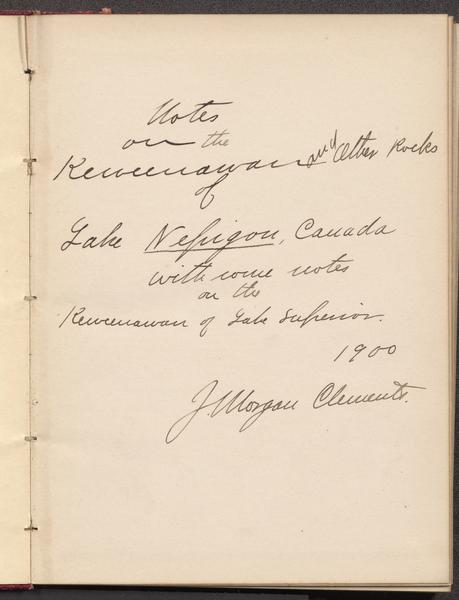 Notes
on the
Keweenawan and Other Rocks
of
Lake Nepigon, Canada
with some notes
on the
Keweenawan of Lake Superior.
1900
J. Morgan Clements.